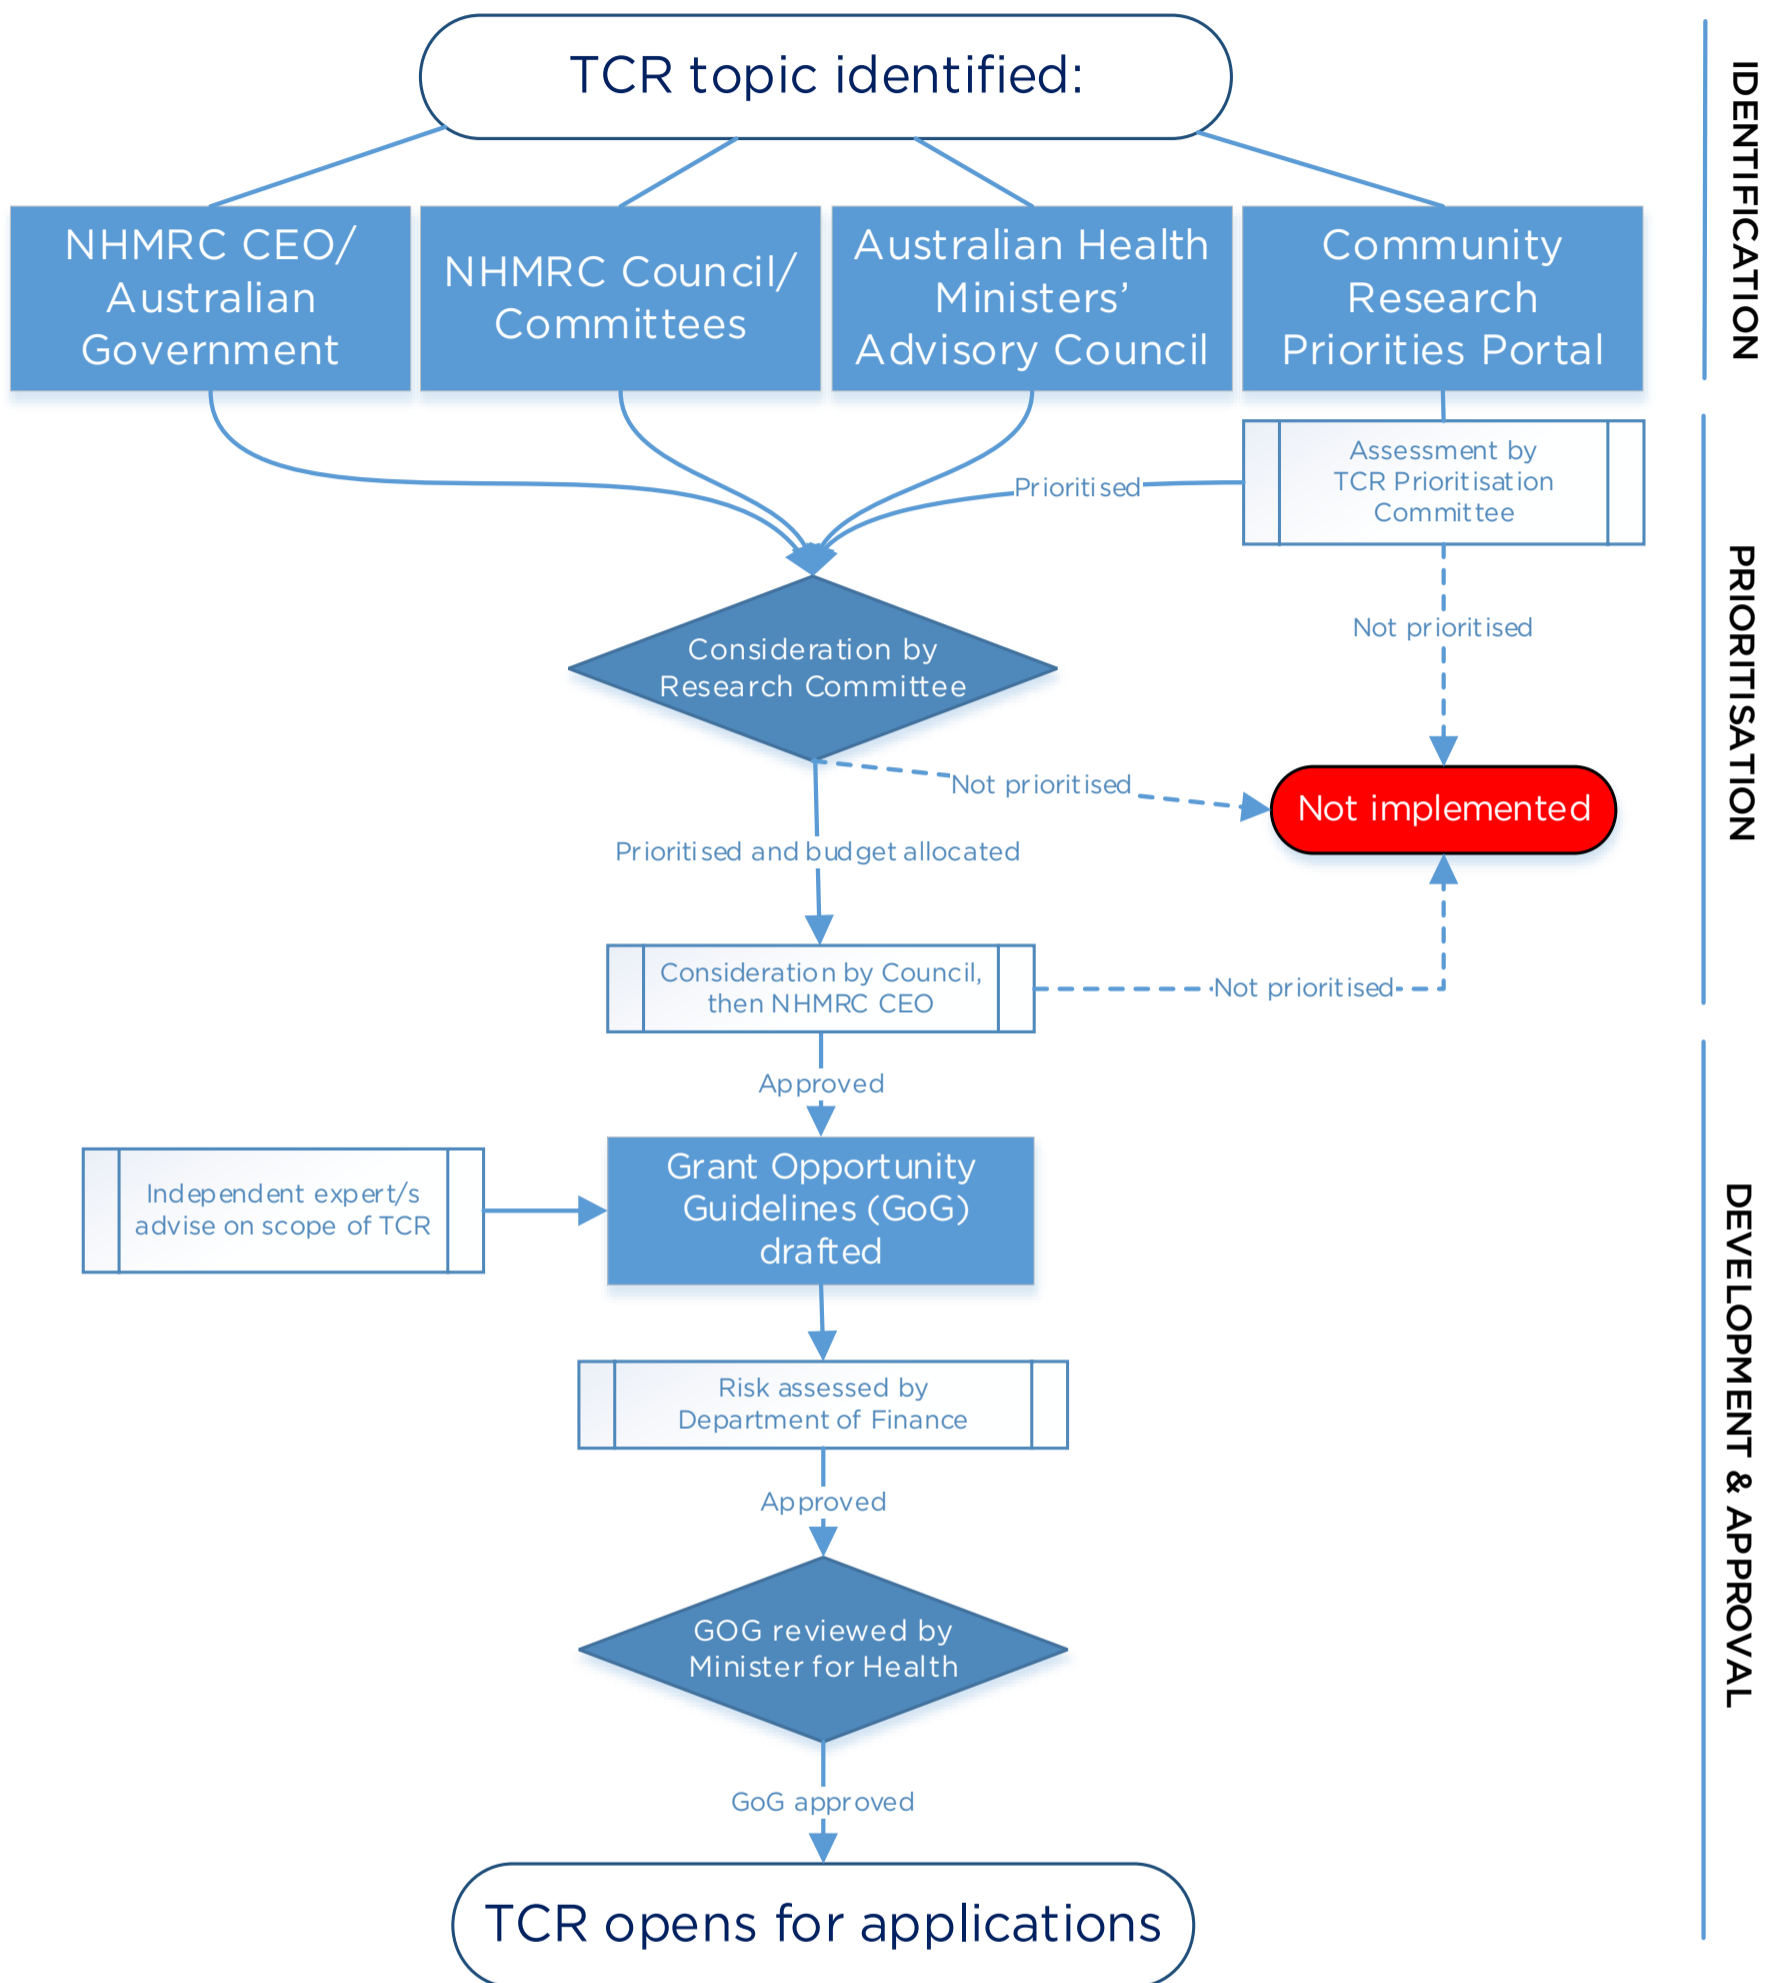 TCR topic identified:
NHMRC CEO/
Australian
Government
NHMRC Council/
Committees
Australian Health
Ministers’
Advisory Council
Community
Research
Priorities Portal
IDENTIFICATION
Assessment by
TCR Prioritisation
Committee
Prioritised
Not prioritised
Consideration by
Research Committee
Not prioritised
Not implemented
Prioritised and budget allocated
PRIORITISATION
Consideration by Council,
then NHMRC CEO
Not prioritised
Approved
Independent expert/s
advise on scope of TCR
Grant Opportunity
Guidelines (GoG)
drafted
Risk assessed by
Department of Finance
Approved
GOG reviewed by
Minister for Health
GoG approved
DEVELOPMENT & APPROVAL
TCR opens for applications